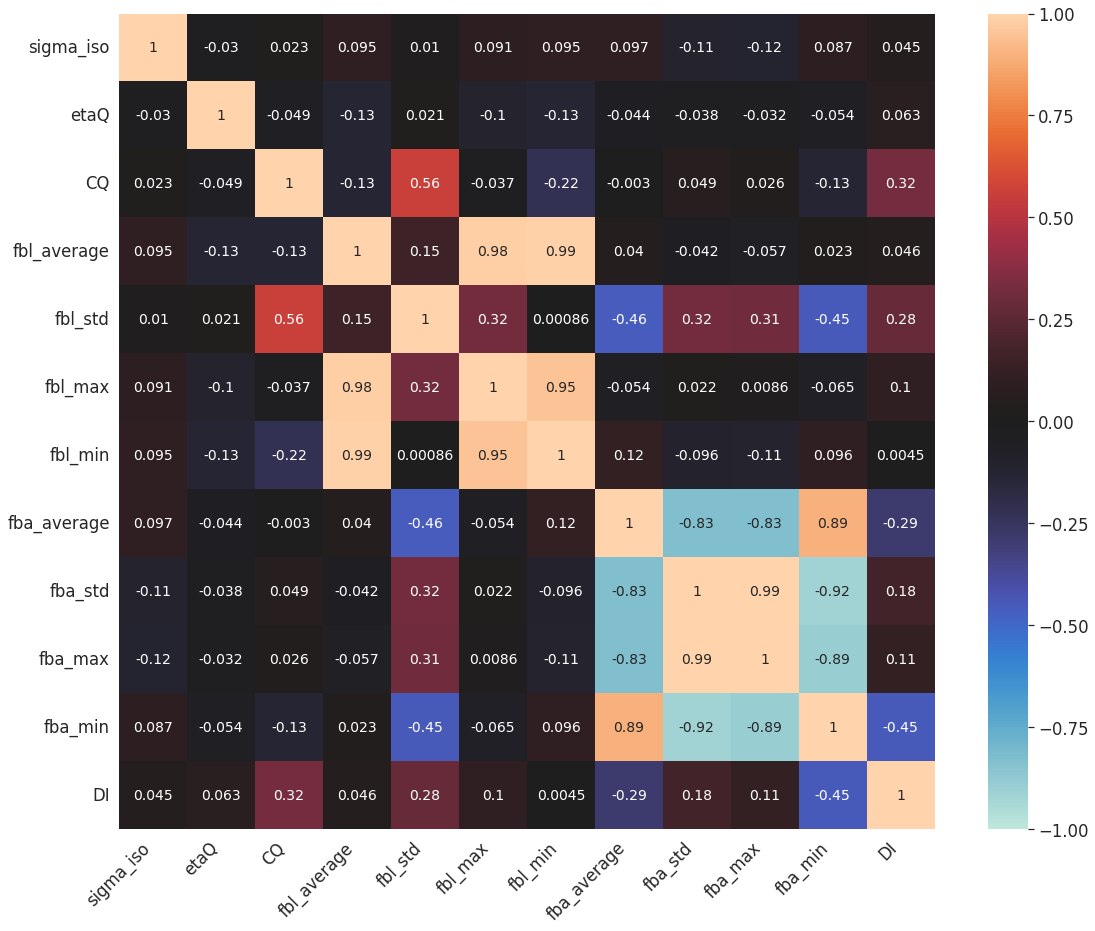 sigma_iso 1 -0.03 0.023 0.095 0.01 0.091 0.095 0.097 -0.11 -0.12 0.087 0.045
etaQ -0.03 1 -0.049 -0.13 0.021 -0.1 -0.13 -0.044 -0.038 -0.032 -0.054 0.063
CQ 0.023 -0.049 1 -0.13 0.56 -0.037 -0.22 -0.003 0.049 0.026 -0.13 0.32
fbl_average 0.095 -0.13 -0.13 1 0.15 0.98 0.99 0.04 -0.042 -0.057 0.023 0.046
fbl_std 0.01 0.021 0.56 0.15 1 0.32 0.00086 -0.46 0.32 0.31 -0.45 0.28
fbl_max 0.091 -0.1 -0.037 0.98 0.32 1 0.95 -0.054 0.022 0.0086 -0.065 0.1
fbl_min 0.095 -0.13 -0.22 0.99 0.00086 0.95 1 0.12 -0.096 -0.11 0.096 0.0045
fba_average 0.097 -0.044 -0.003 0.04 -0.46 -0.054 0.12 1 -0.83 -0.83 0.89 -0.29
fba_std -0.11 -0.038 0.049 -0.042 0.32 0.022 -0.096 -0.83 1 0.99 -0.92 0.18
fba_max -0.12 -0.032 0.026 -0.057 0.31 0.0086 -0.11 -0.83 0.99 1 -0.89 0.11
fba_min 0.087 -0.054 -0.13 0.023 -0.45 -0.065 0.096 0.89 -0.92 -0.89 1 -0.45
DI 0.045 0.063 0.32 0.046 0.28 0.1 0.0045 -0.29 0.18 0.11 -0.45 1
sigma_iso etaQ CQ fbl_average fbl_std fbl_max fbl_min fba_average fba_std fba_max fba_min DI
1.00
0.75
0.50
0.25
0.00
−0.25
−0.50
−0.75
−1.00